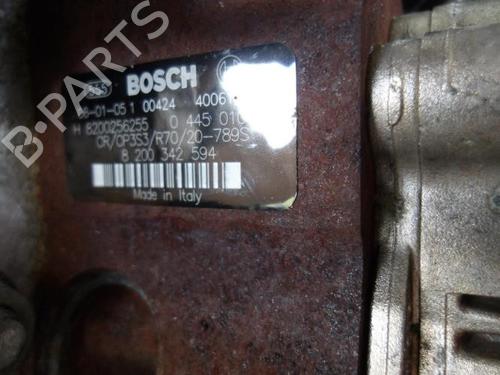 B-PARTS
BOSCH
-01-05 1 00424 4006
H 8200256255 0 445 010
CR/CP3S3/R70/20-789S
8 200 342 594
Made in Italy